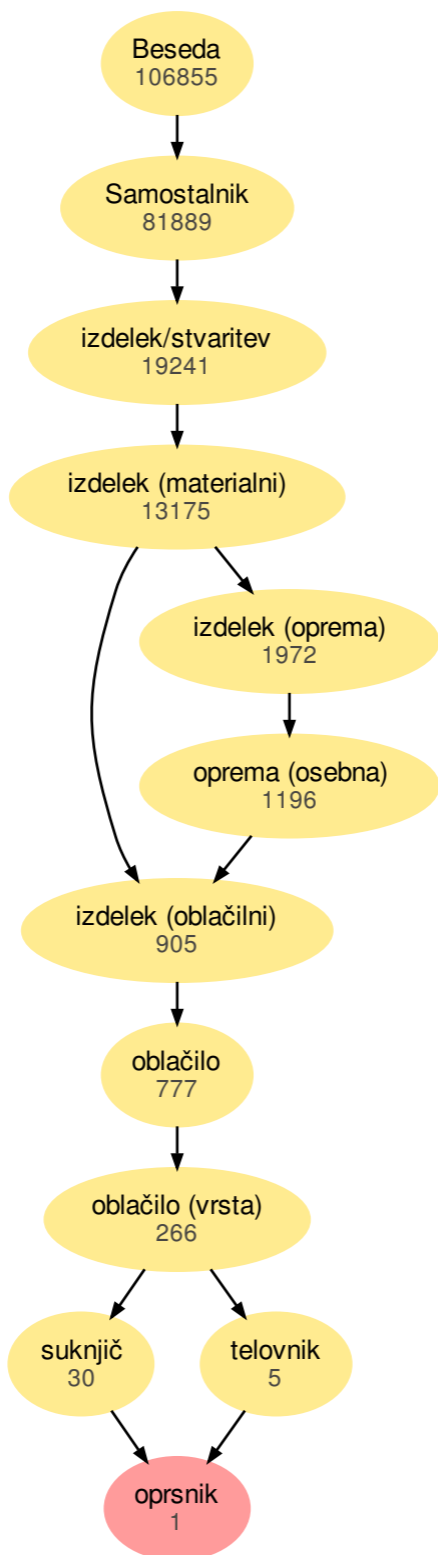 Beseda
106855
Samostalnik
81889
izdelek/stvaritev
19241
izdelek (materialni)
13175
izdelek (oprema)
1972
oprema (osebna)
1196
izdelek (oblačilni)
905
oblačilo
777
oblačilo (vrsta)
266
suknjič
30
telovnik
5
oprsnik
1